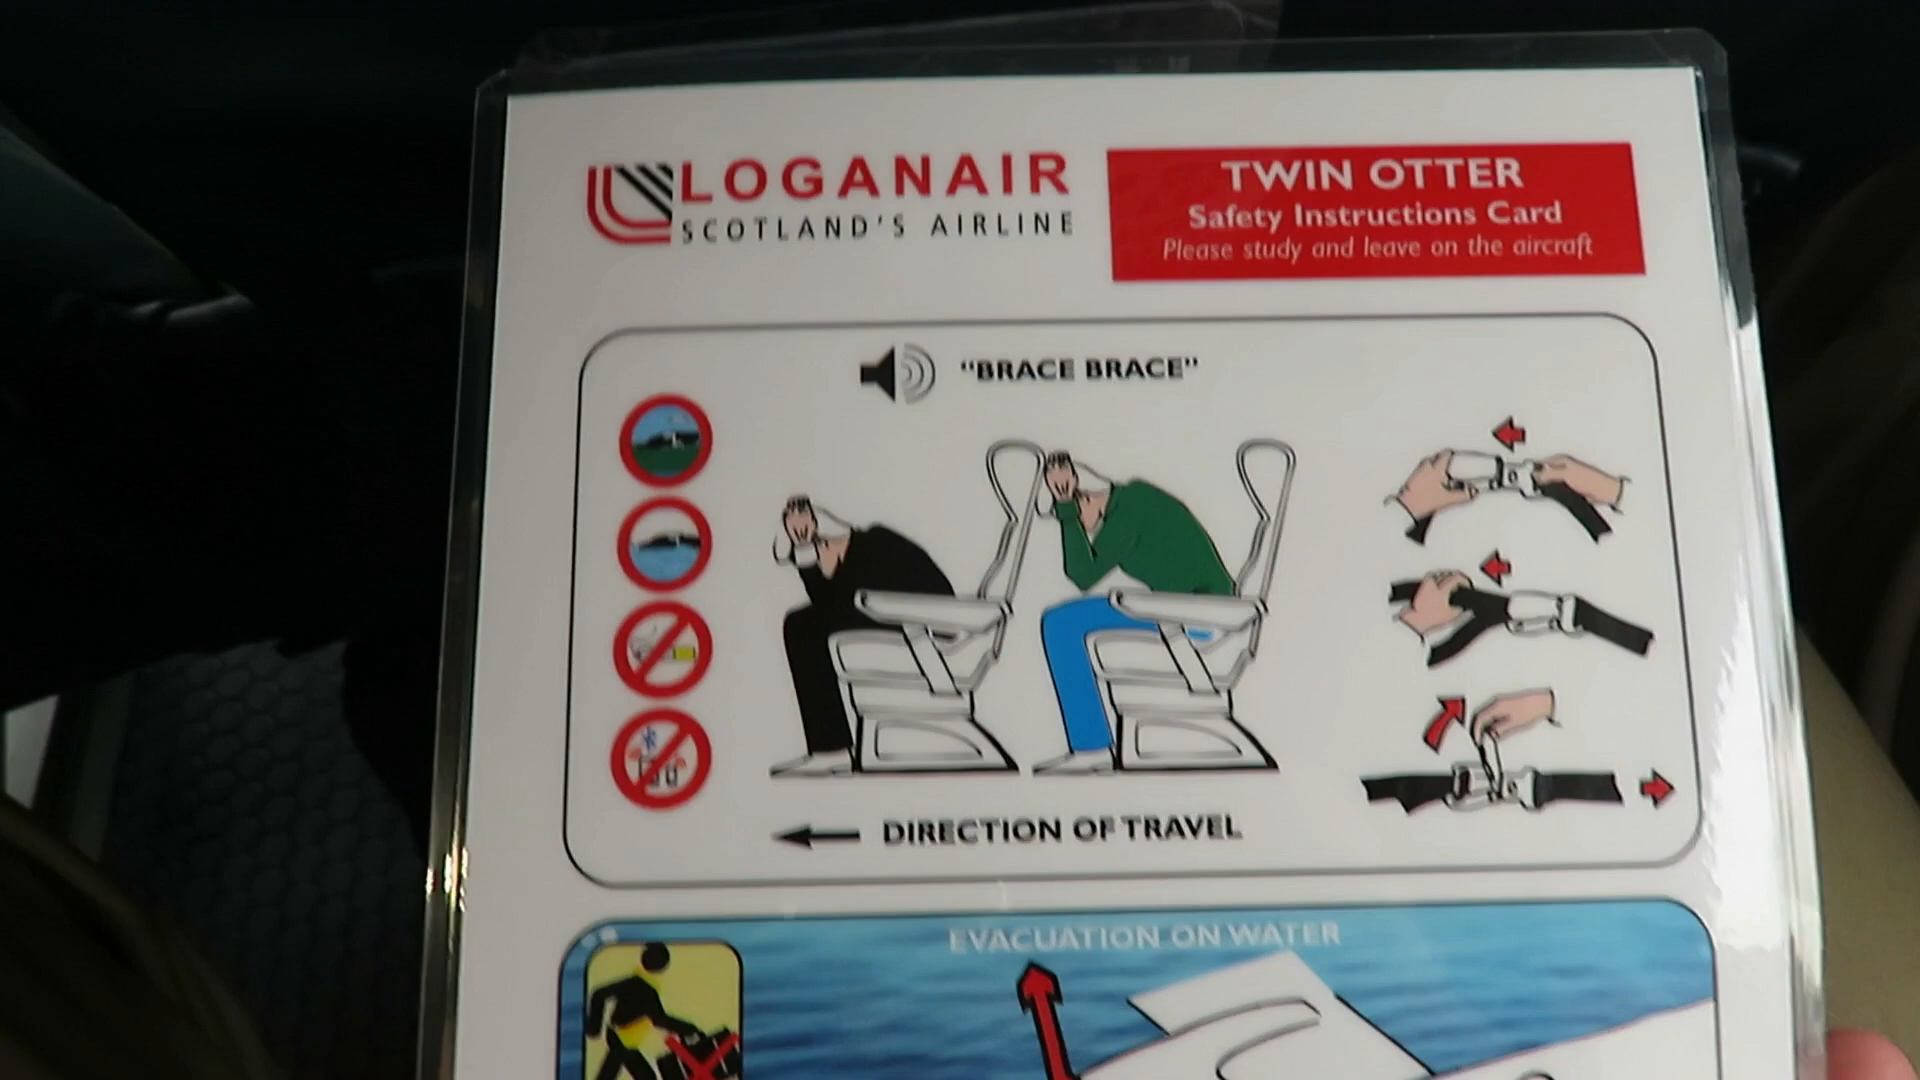 LOGANAIR
SCOTLAND'S AIRLINE
TWIN OTTER
Safety Instructions Card
Please study and leave on the aircraft
"BRACE BRACE"
DIRECTION OF TRAVEL
EVACUATION ON WATER